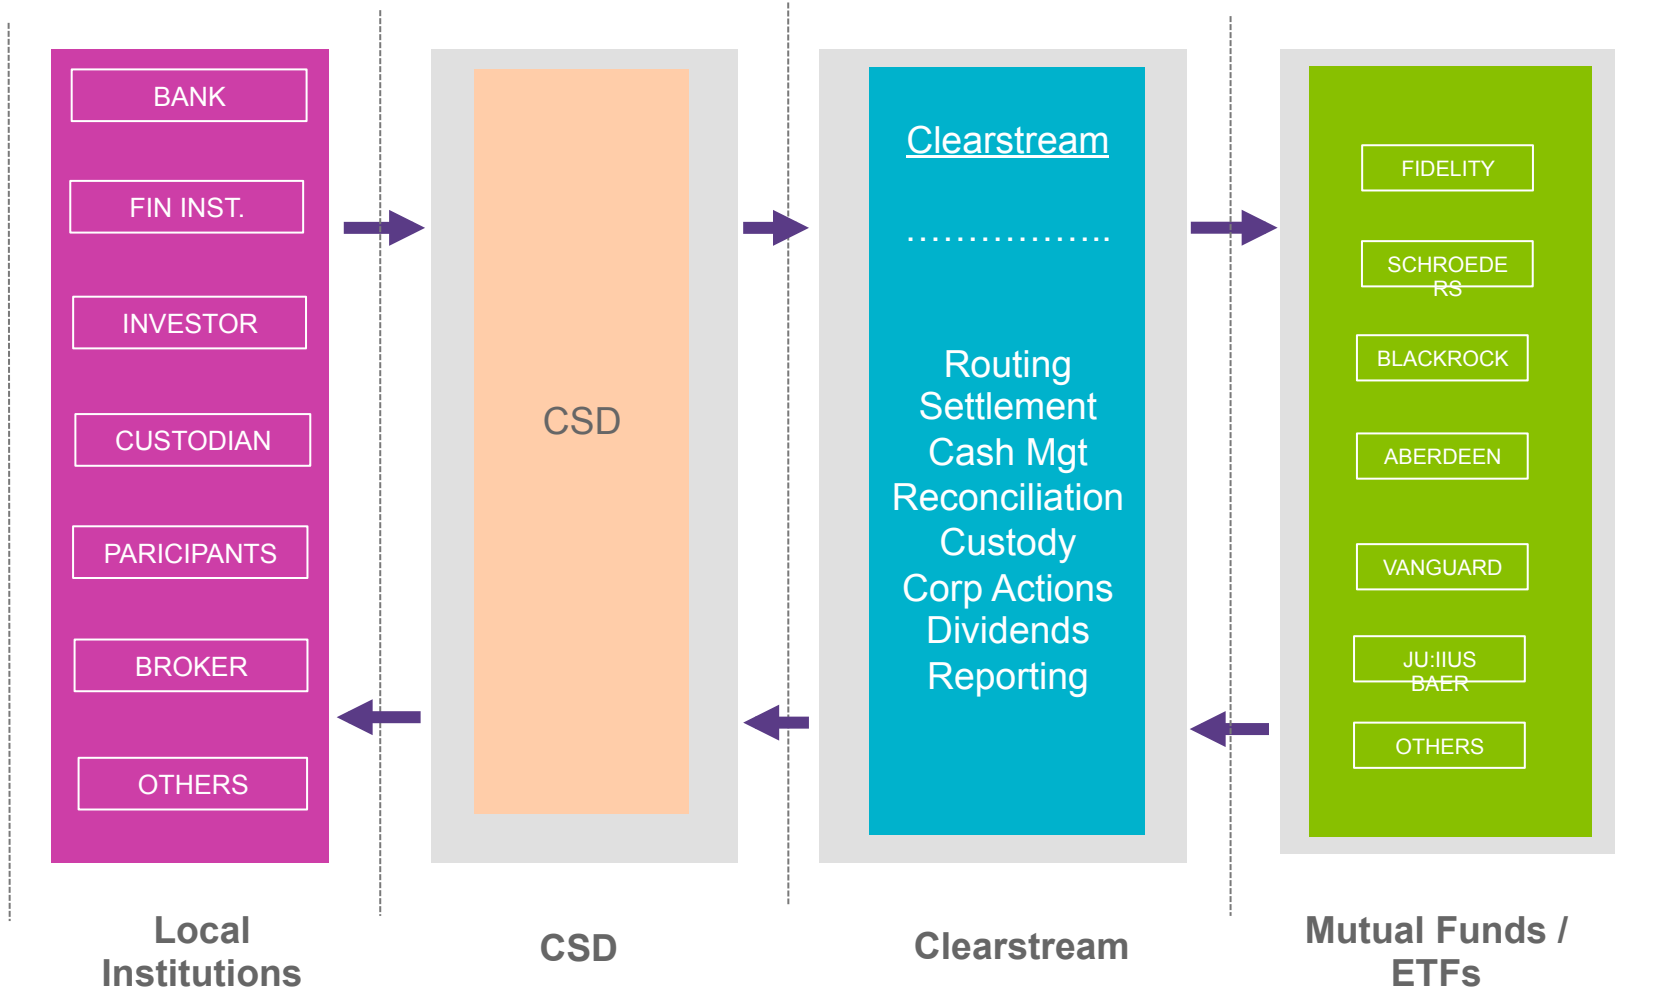 BANK
FIN INST.
INVESTOR
CUSTODIAN
PARICIPANTS
BROKER
OTHERS
Local
Institutions
CSD
CSD
Clearstream
……………………..
Routing
Settlement
Cash Mgt
Reconciliation
Custody
Corp Actions
Dividends
Reporting
Clearstream
FIDELITY
SCHROEDE
RS
BLACKROCK
ABERDEEN
VANGUARD
JU:IIUS
BAER
OTHERS
Mutual Funds /
ETFs